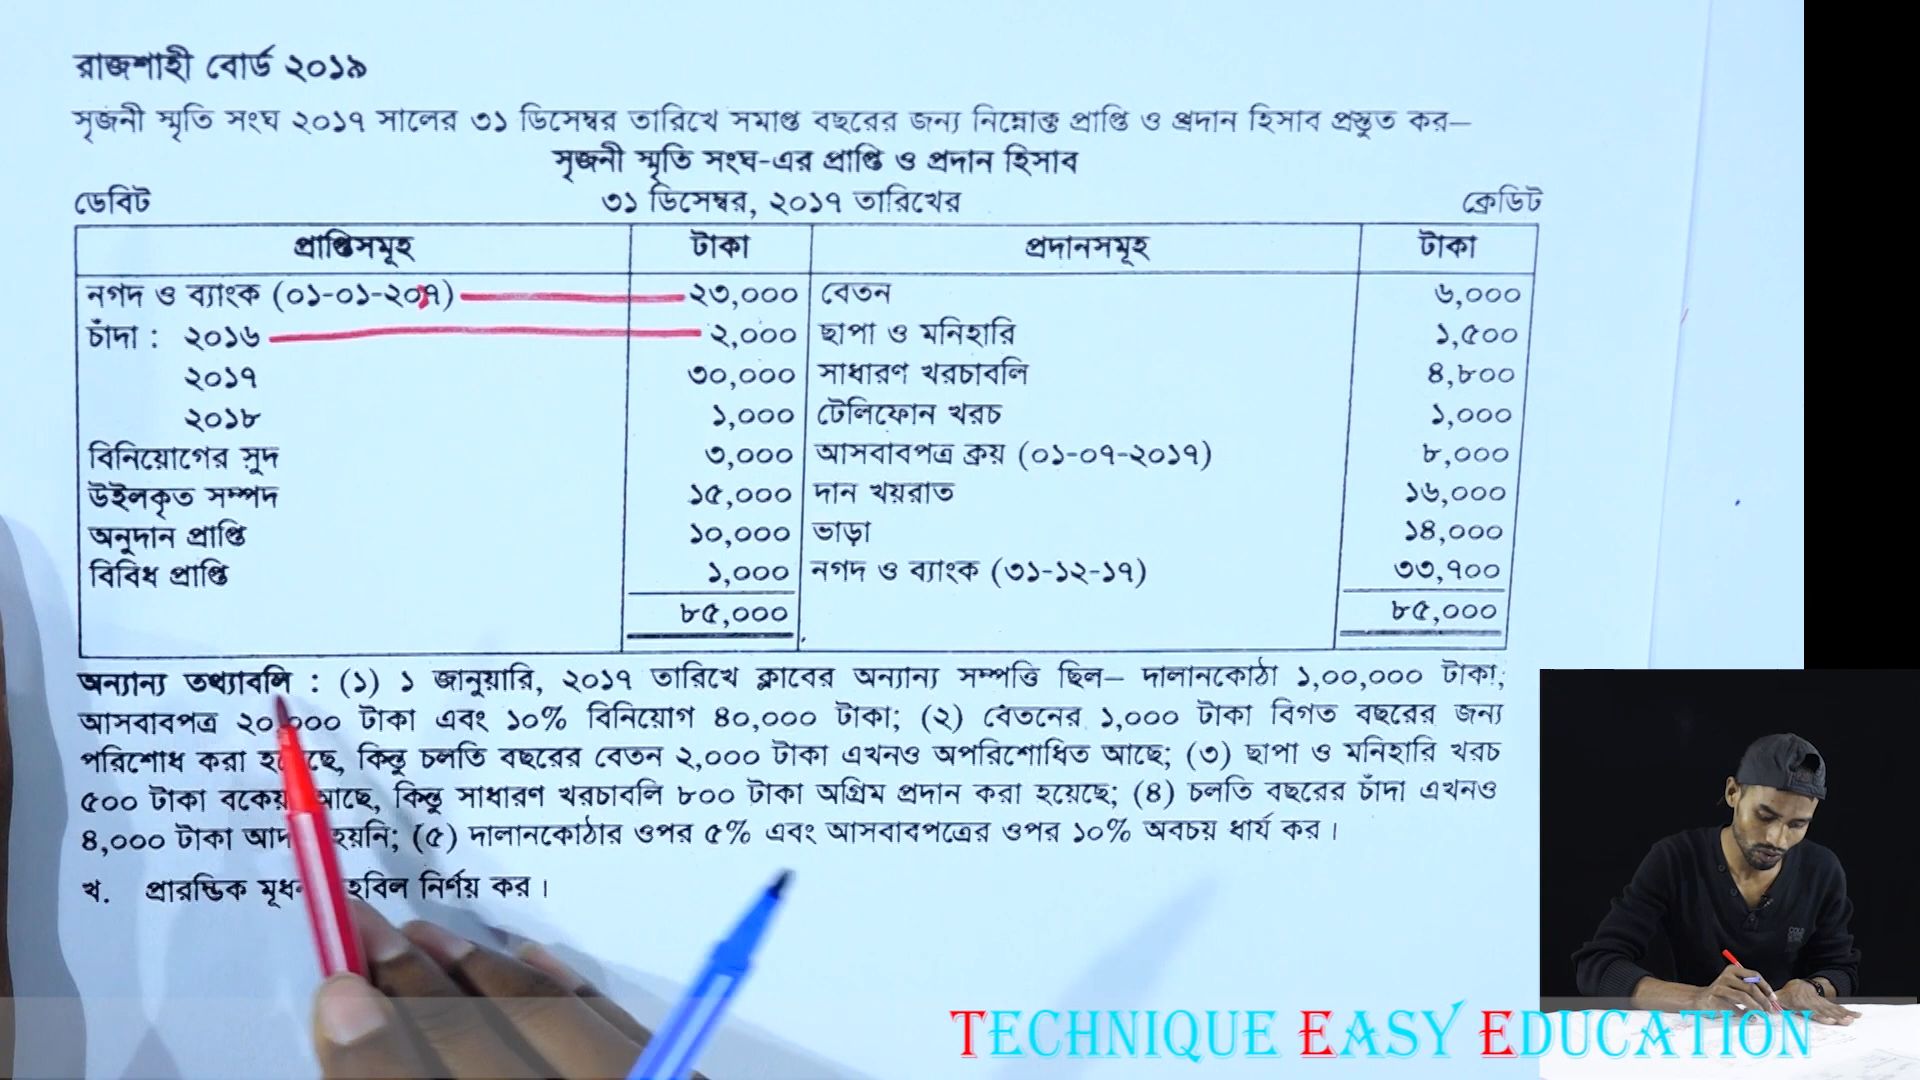 রাজশাহী বোর্ড ২০১৯
সৃজনী স্মৃতি সংঘ ২০১৭ সালের ৩১ ডিসেম্বর তারিখে সমাপ্ত বছরের জন্য নিম্নোক্ত প্রাপ্তি ও প্রদান হিসাব প্রস্তুত কর–
সৃজনী স্মৃতি সংঘ-এর প্রাপ্তি ও প্রদান হিসাব
ডেবিট ৩১ ডিসেম্বর, ২০১৭ তারিখের ক্রেডিট
প্রাপ্তিসমূহ টাকা প্রদানসমূহ টাকা
নগদ ও ব্যাংক (০১-০১-২০১৭) ২৩,০০০ বেতন ৬,০০০
চাঁদা : ২০১৬ ২,০০০ ছাপা ও মনিহারি ১,৫০০
২০১৭ ৩০,০০০ সাধারণ খরচাবলি ৪,৮০০
২০১৮ ১,০০০ টেলিফোন খরচ ১,০০০
বিনিয়োগের সুদ ৩,০০০ আসবাবপত্র ক্রয় (০১-০৭-২০১৭) ৮,০০০
উইলকৃত সম্পদ ১৫,০০০ দান খয়রাত ১৬,০০০
অনুদান প্রাপ্তি ১০,০০০ ভাড়া ১৪,০০০
বিবিধ প্রাপ্তি ১,০০০ নগদ ও ব্যাংক (৩১-১২-১৭) ৩৩,৭০০
৮৫,০০০ ৮৫,০০০
অন্যান্য তথ্যাবলি : (১) ১ জানুয়ারি, ২০১৭ তারিখে ক্লাবের অন্যান্য সম্পত্তি ছিল– দালানকোঠা ১,০০,০০০ টাকা,
আসবাবপত্র ২০,০০০ টাকা এবং ১০% বিনিয়োগ ৪০,০০০ টাকা; (২) বেতনের ১,০০০ টাকা বিগত বছরের জন্য
পরিশোধ করা হয়েছে, কিন্তু চলতি বছরের বেতন ২,০০০ টাকা এখনও অপরিশোধিত আছে; (৩) ছাপা ও মনিহারি খরচ
৫০০ টাকা বকেয়া আছে, কিন্তু সাধারণ খরচাবলি ৮০০ টাকা অগ্রিম প্রদান করা হয়েছে; (৪) চলতি বছরের চাঁদা এখনও
৪,০০০ টাকা হয়নি; (৫) দালানকোঠার ওপর ৫% এবং আসবাবপত্রের ওপর ১০% অবচয় ধার্য কর।
খ. প্রারম্ভিক নির্ণয় কর।
TECHNIQUE EASY EDUCATION